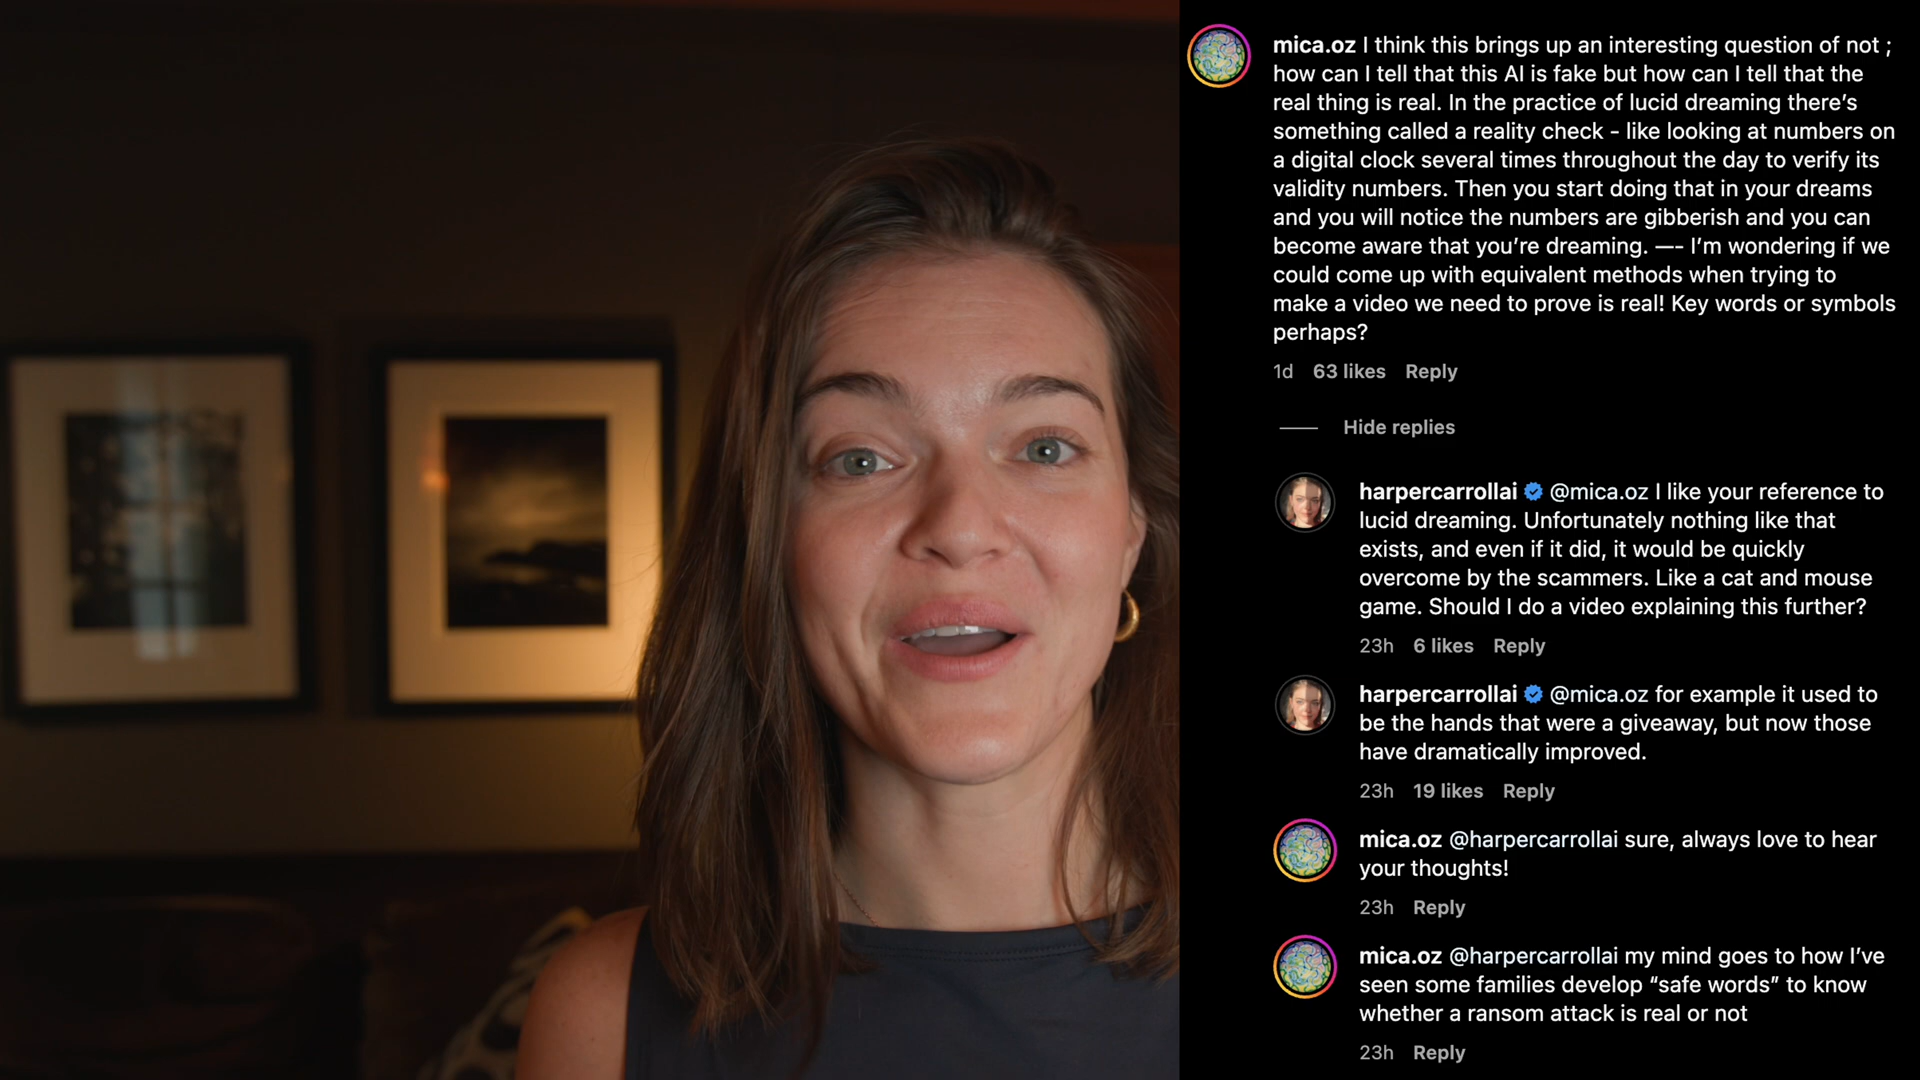 mica.oz I think this brings up an interesting question of not ;
how can I tell that this AI is fake but how can I tell that the
real thing is real. In the practice of lucid dreaming there’s
something called a reality check - like looking at numbers on
a digital clock several times throughout the day to verify its
validity numbers. Then you start doing that in your dreams
and you will notice the numbers are gibberish and you can
become aware that you’re dreaming. —- I’m wondering if we
could come up with equivalent methods when trying to
make a video we need to prove is real! Key words or symbols
perhaps?
1d 63 likes Reply
Hide replies
harpercarrollai @mica.oz I like your reference to
lucid dreaming. Unfortunately nothing like that
exists, and even if it did, it would be quickly
overcome by the scammers. Like a cat and mouse
game. Should I do a video explaining this further?
23h 6 likes Reply
harpercarrollai @mica.oz for example it used to
be the hands that were a giveaway, but now those
have dramatically improved.
23h 19 likes Reply
mica.oz @harpercarrollai sure, always love to hear
your thoughts!
23h Reply
mica.oz @harpercarrollai my mind goes to how I’ve
seen some families develop “safe words” to know
whether a ransom attack is real or not
23h Reply